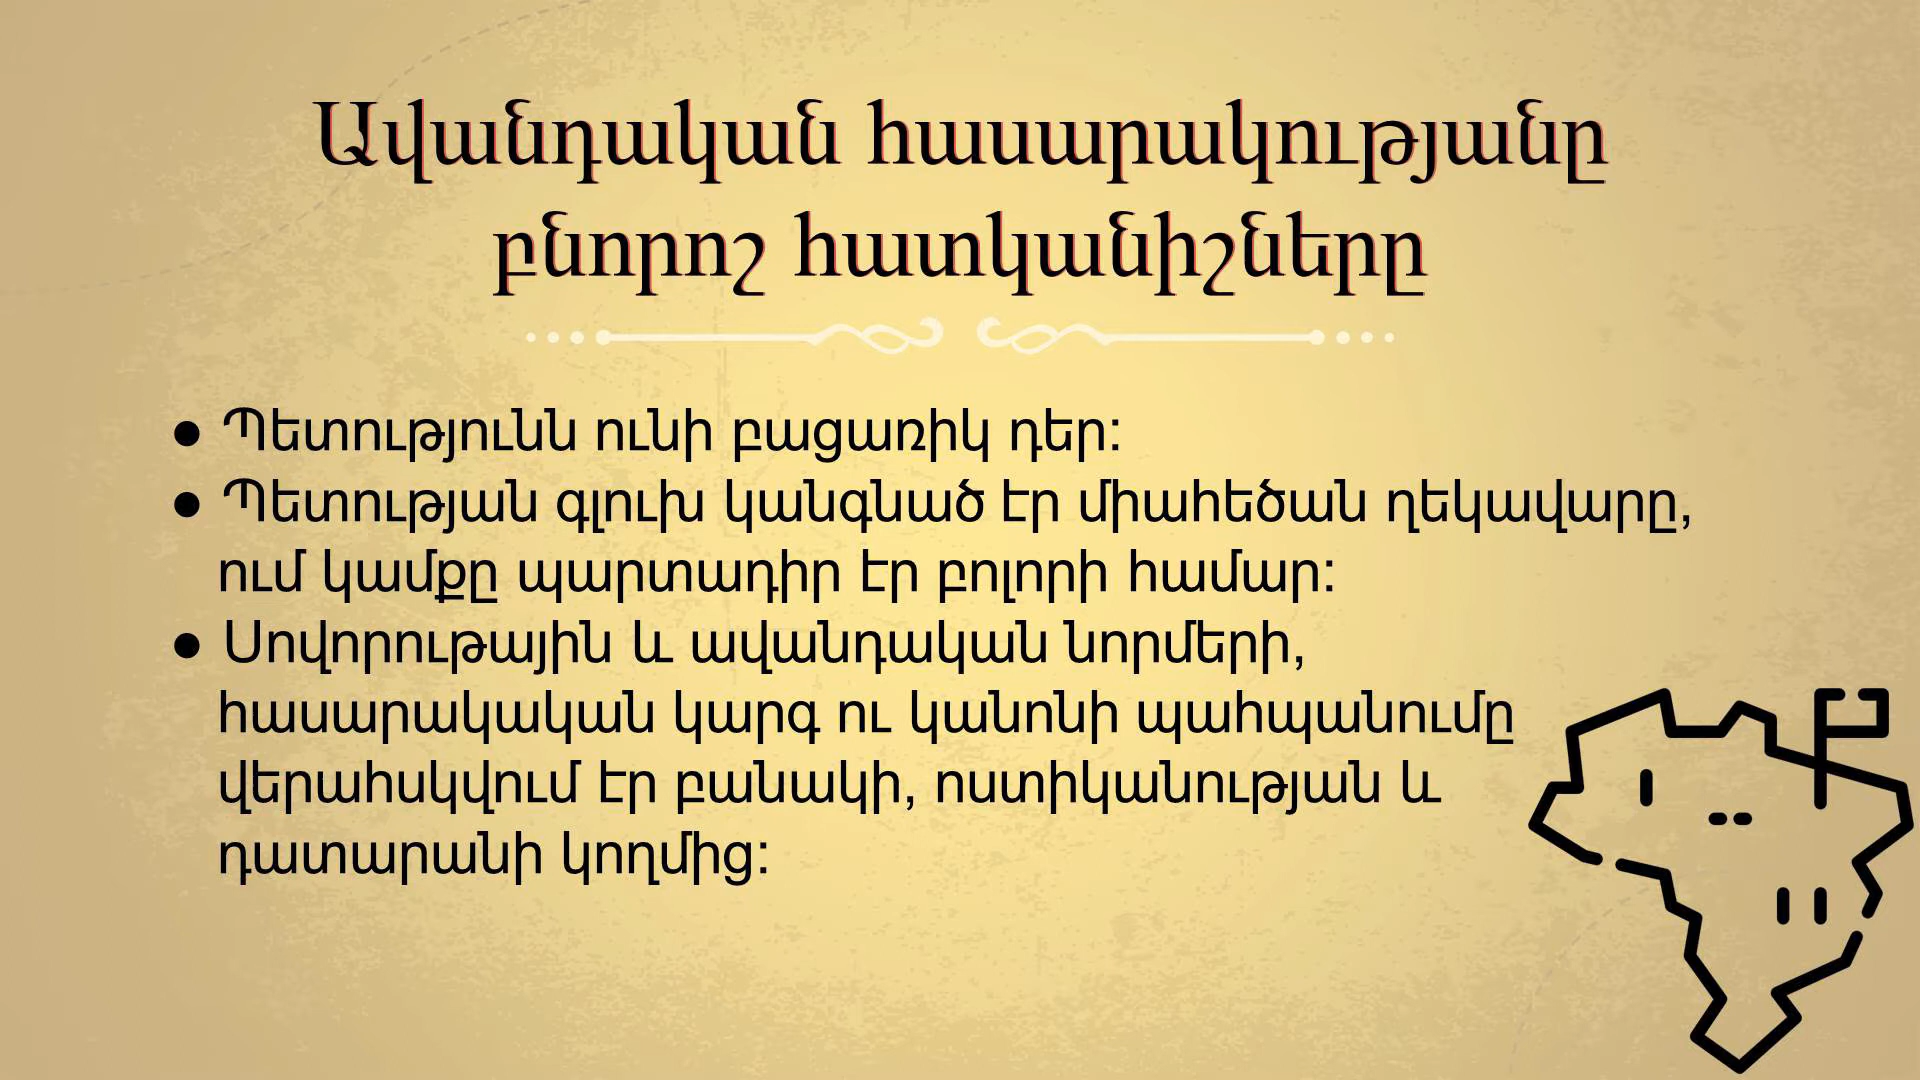 Ավանդական հասարակությանը
բնորոշ հատկանիշները
● Պետությունն ունի բացառիկ դեր:
● Պետության գլուխ կանգնած էր միահեծան ղեկավարը,
ում կամքը պարտադիր էր բոլորի համար:
● Սովորութային և ավանդական նորմերի,
հասարակական կարգ ու կանոնի պահպանումը
վերահսկվում էր բանակի, ոստիկանության և
դատարանի կողմից: